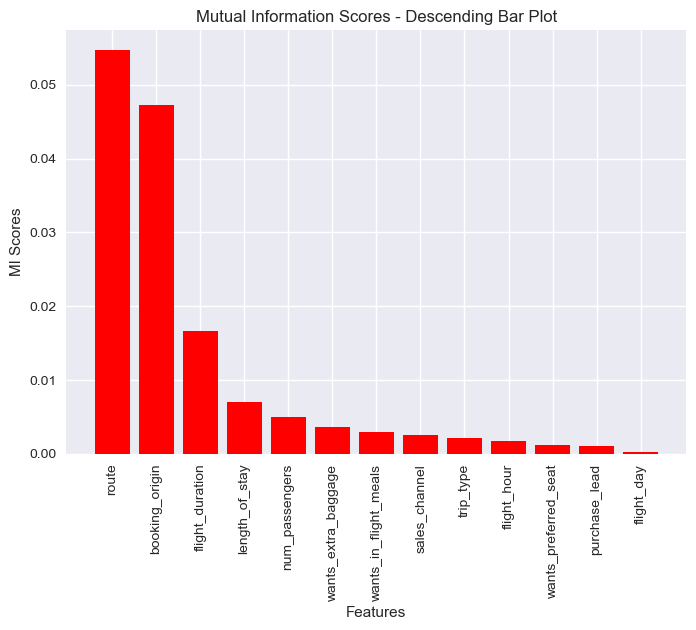 Mutual Information Scores - Descending Bar Plot
MI Scores
0.05
0.04
0.03
0.02
0.01
0.00
route
booking_origin
flight_duration
length_of_stay
num_passengers
wants_extra_baggage
wants_in_flight_meals
sales_channel
trip_type
flight_hour
wants_preferred_seat
purchase_lead
flight_day
Features